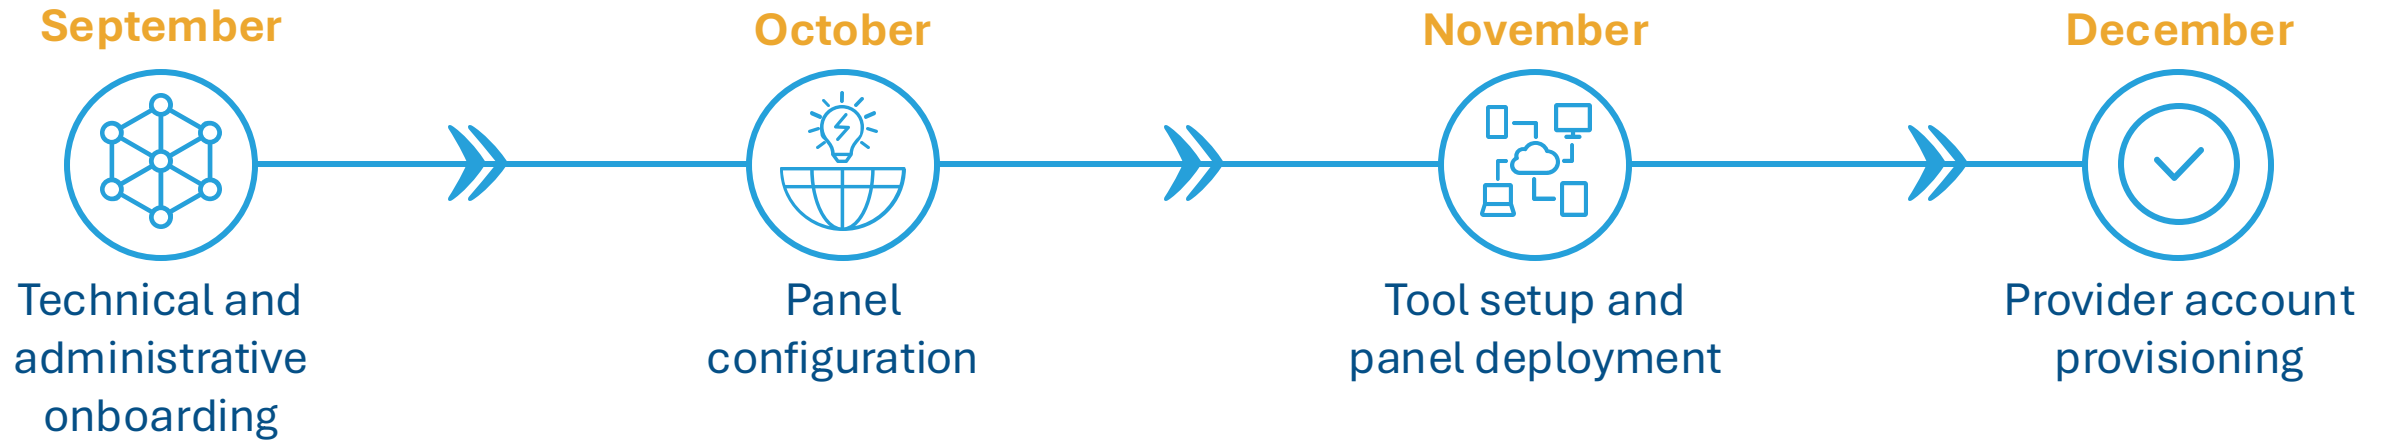 September
Technical and
administrative
onboarding
October
Panel
configuration
November
Tool setup and
panel deployment
December
Provider account
provisioning